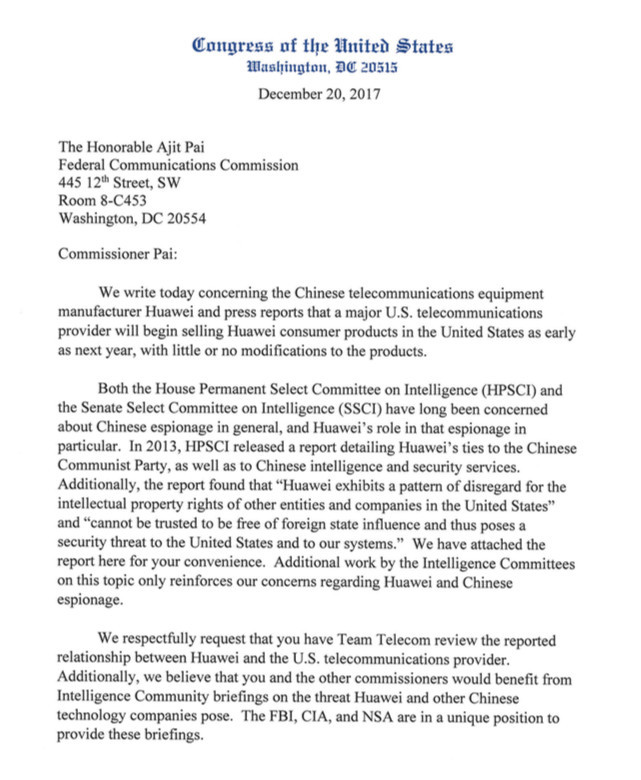 Congress of the United States
Washington, DC 20515
December 20, 2017
The Honorable Ajit Pai
Federal Communications Commission
445 12th Street, SW
Room 8-C453
Washington, DC 20554
Commissioner Pai:
We write today concerning the Chinese telecommunications equipment
manufacturer Huawei and press reports that a major U.S. telecommunications
provider will begin selling Huawei consumer products in the United States as early
as next year, with little or no modifications to the products.
Both the House Permanent Select Committee on Intelligence (HPSCI) and
the Senate Select Committee on Intelligence (SSCI) have long been concerned
about Chinese espionage in general, and Huawei's role in that espionage in
particular. In 2013, HPSCI released a report detailing Huawei's ties to the Chinese
Communist Party, as well as to Chinese intelligence and security services.
Additionally, the report found that “Huawei exhibits a pattern of disregard for the
intellectual property rights of other entities and companies in the United States”
and “cannot be trusted to be free of foreign state influence and thus poses a
security threat to the United States and to our systems.” We have attached the
report here for your convenience. Additional work by the Intelligence Committees
on this topic only reinforces our concerns regarding Huawei and Chinese
espionage.
We respectfully request that you have Team Telecom review the reported
relationship between Huawei and the U.S. telecommunications provider.
Additionally, we believe that you and the other commissioners would benefit from
Intelligence Community briefings on the threat Huawei and other Chinese
technology companies pose. The FBI, CIA, and NSA are in a unique position to
provide these briefings.